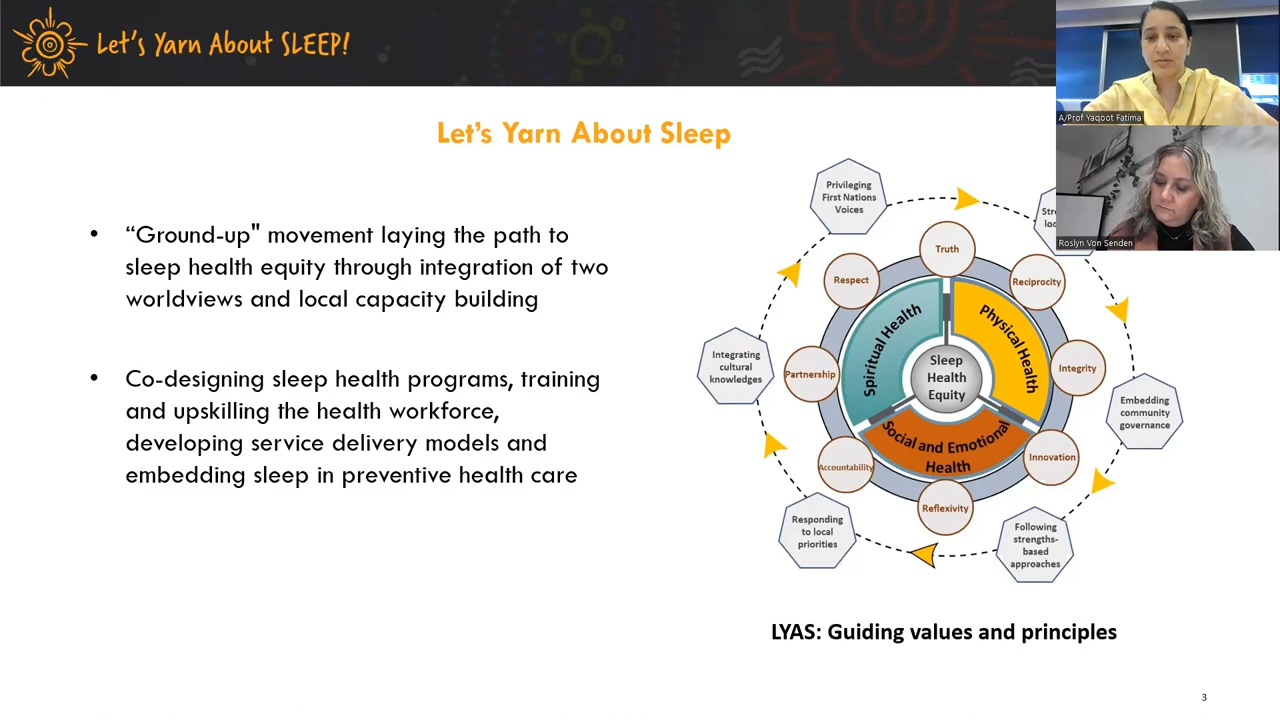 Let's Yarn About SLEEP!
A/Prof Yaqoot Fatima
Roslyn Von Senden
Let's Yarn About Sleep
• “Ground-up" movement laying the path to
sleep health equity through integration of two
worldviews and local capacity building
• Co-designing sleep health programs, training
and upskilling the health workforce,
developing service delivery models and
embedding sleep in preventive health care
Privileging
First Nations
Voices
Truth
Respect
Reciprocity
Spiritual Health
Physical Health
Integrating
cultural
knowledges
Partnership
Sleep
Health
Equity
Integrity
Embedding
community
governance
Social and Emotional
Health
Accountability
Innovation
Reflexivity
Responding
to local
priorities
Following
strengths-
based
approaches
LYAS: Guiding values and principles
3